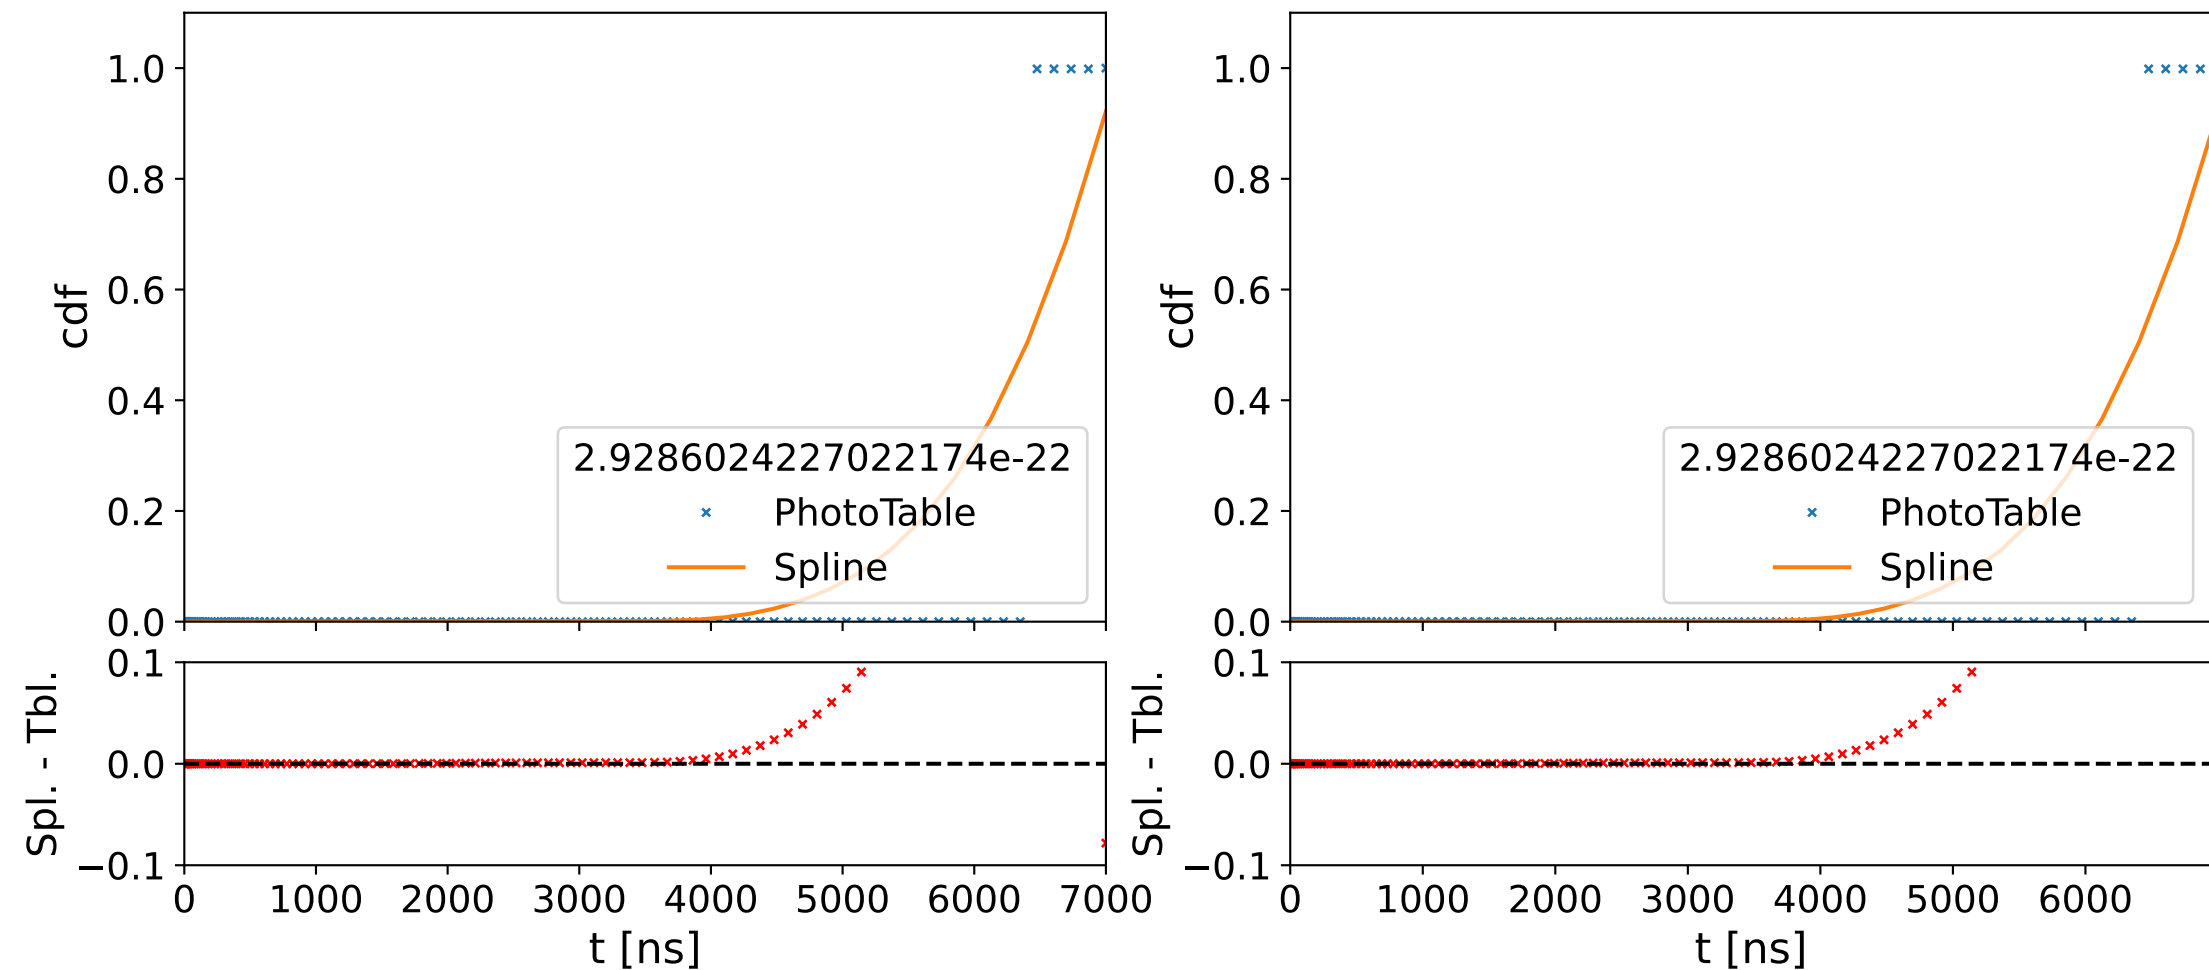 cdf
1.0
0.8
0.6
0.4
0.2
0.0
2.9286024227022174e-22
PhotoTable
Spline
Spl. - Tbl.
0.1
0.0
−0.1
0 1000 2000 3000 4000 5000 6000 7000
t [ns]
cdf
1.0
0.8
0.6
0.4
0.2
0.0
2.9286024227022174e-22
PhotoTable
Spline
Spl. - Tbl.
0.1
0.0
−0.1
0 1000 2000 3000 4000 5000 6000
t [ns]